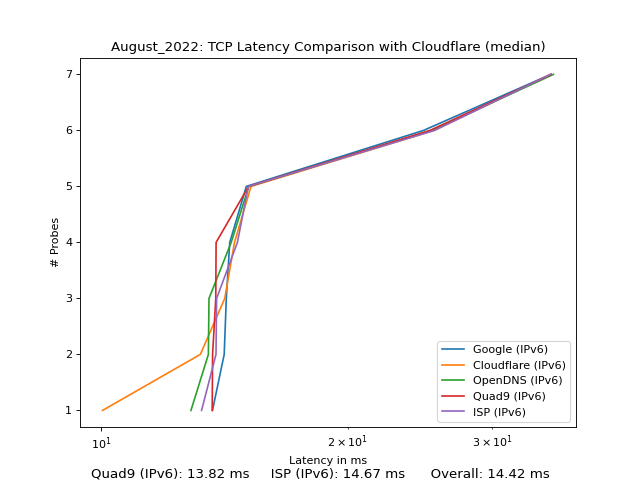 August_2022: TCP Latency Comparison with Cloudflare (median)
# Probes
7
6
5
4
3
2
1
Google (IPv6)
Cloudflare (IPv6)
OpenDNS (IPv6)
Quad9 (IPv6)
ISP (IPv6)
10¹ 2 × 10¹ 3 × 10¹
Latency in ms
Quad9 (IPv6): 13.82 ms ISP (IPv6): 14.67 ms Overall: 14.42 ms